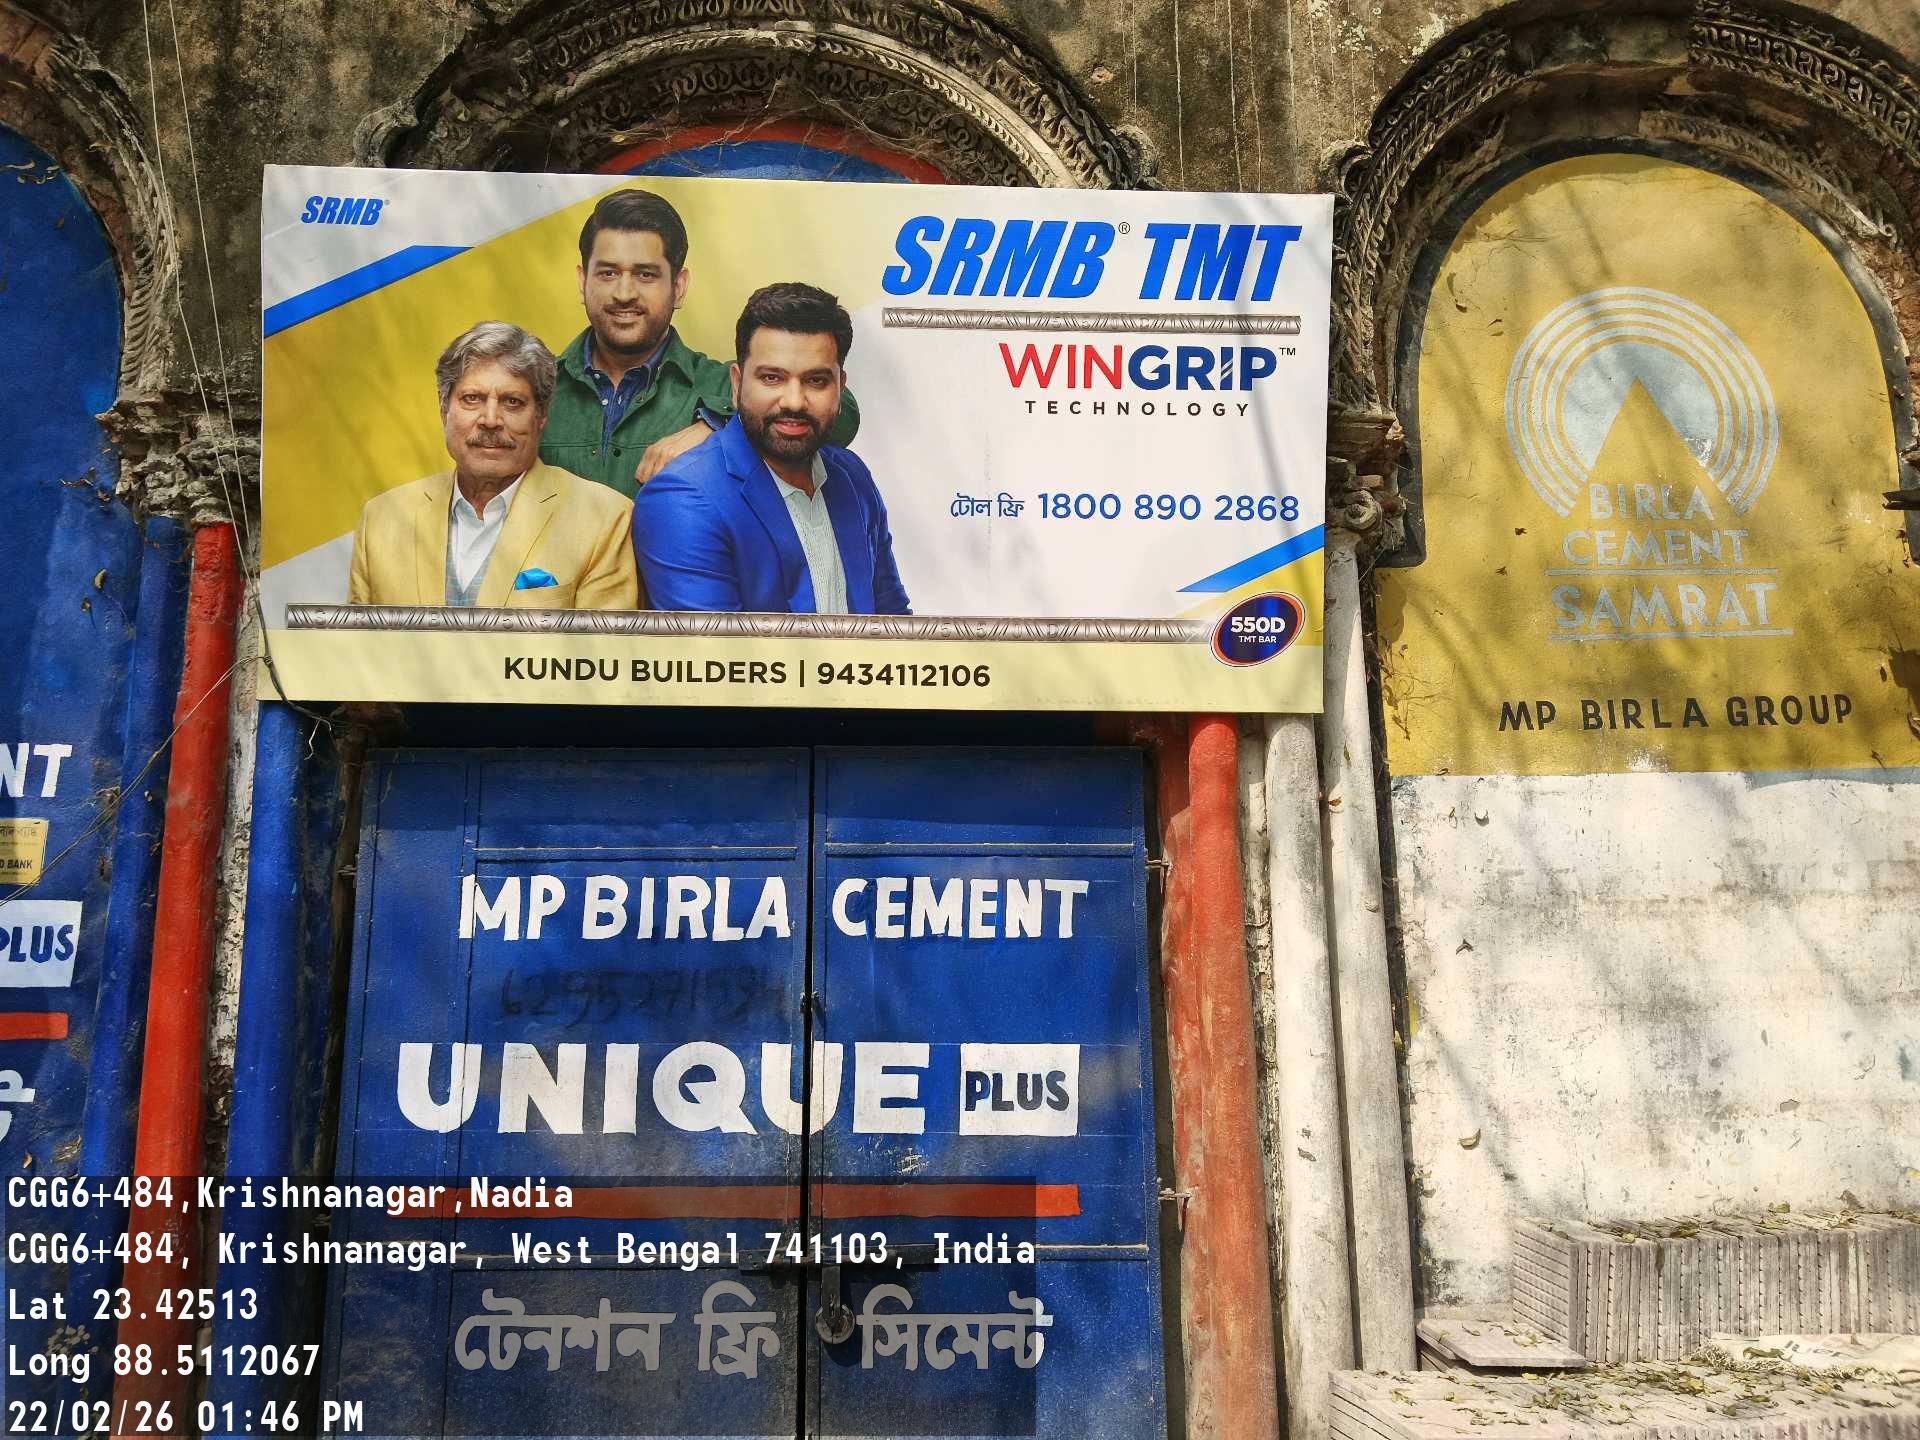 SRMB®
SRMB® TMT
WINGRIP™
TECHNOLOGY
টোল ফ্রি 1800 890 2868
550D
TMT BAR
KUNDU BUILDERS | 9434112106
BIRLA
CEMENT
SAMRAT
MP BIRLA GROUP
NT
BANK
PLUS
MP BIRLA CEMENT
UNIQUE PLUS
টেনশন ফ্রি সিমেন্ট
CGG6+484,Krishnanagar,Nadia
CGG6+484, Krishnanagar, West Bengal 741103, India
Lat 23.42513
Long 88.5112067
22/02/26 01:46 PM